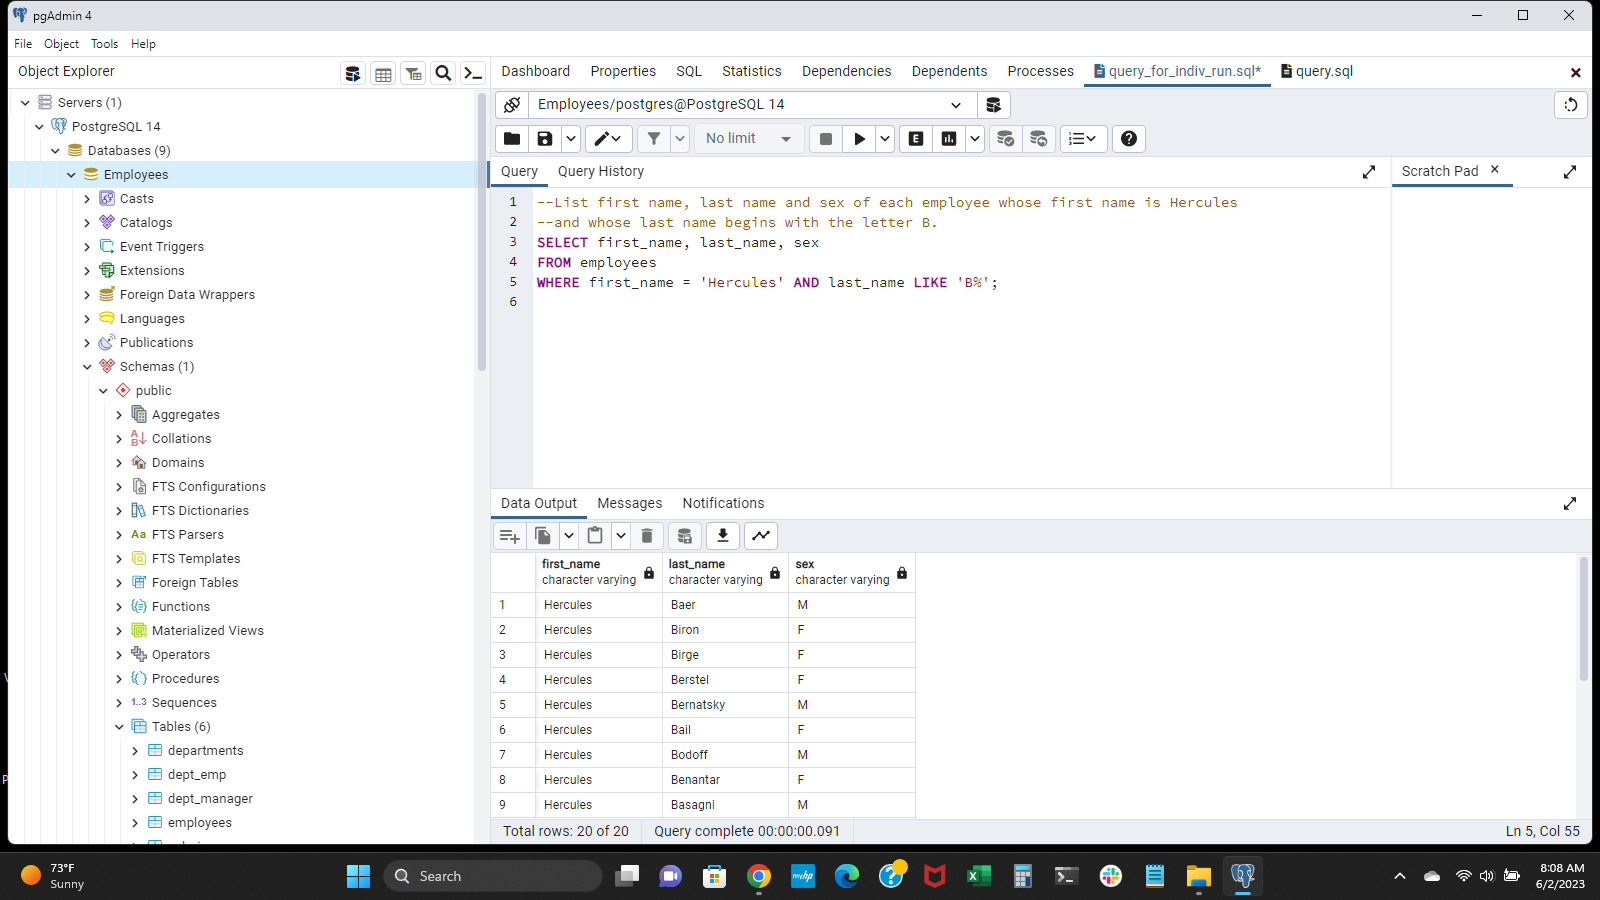 pgAdmin 4
File Object Tools Help
Object Explorer
Dashboard Properties SQL Statistics Dependencies Dependents Processes query_for_indiv_run.sql* query.sql
Servers (1)
PostgreSQL 14
Databases (9)
Employees
Casts
Catalogs
Event Triggers
Extensions
Foreign Data Wrappers
Languages
Publications
Schemas (1)
public
Aggregates
Collations
Domains
FTS Configurations
FTS Dictionaries
Aa FTS Parsers
FTS Templates
Foreign Tables
Functions
Materialized Views
Operators
Procedures
1..3 Sequences
Tables (6)
departments
dept_emp
dept_manager
employees
Employees/postgres@PostgreSQL 14
No limit E
Query Query History
Scratch Pad
1 --List first name, last name and sex of each employee whose first name is Hercules
2 --and whose last name begins with the letter B.
3 SELECT first_name, last_name, sex
4 FROM employees
5 WHERE first_name = 'Hercules' AND last_name LIKE 'B%';
6
Data Output Messages Notifications
first_name last_name sex
character varying character varying character varying
1 Hercules Baer M
2 Hercules Biron F
3 Hercules Birge F
4 Hercules Berstel F
5 Hercules Bernatsky M
6 Hercules Bail F
7 Hercules Bodoff M
8 Hercules Benantar F
9 Hercules Basagni M
Total rows: 20 of 20 Query complete 00:00:00.091 Ln 5, Col 55
73°F
Sunny
Search
myhp
8:08 AM
6/2/2023